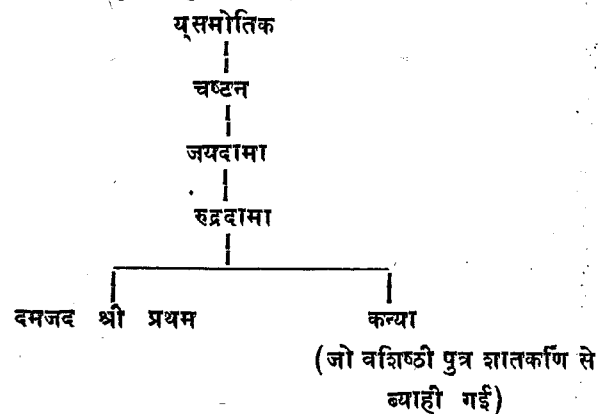 य्समोतिक
चष्टन
जयदामा
रुद्रदामा
दमजद श्री प्रथम कन्या
(जो वशिष्ठी पुत्र शातकर्णि से
ब्याही गई)